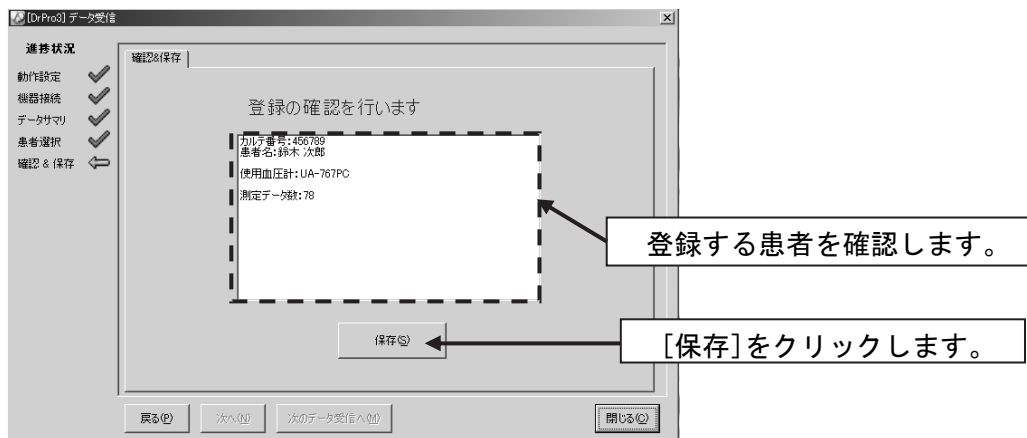 [DrPro3] データ受信
進捗状況
動作設定
機器接続
データサマリ
患者選択
確認 & 保存
確認&保存
登録の確認を行います
カルテ番号:456789
患者名:鈴木 次郎
使用血圧計:UA-767PC
測定データ数:78
登録する患者を確認します。
保存(S)
[保存]をクリックします。
戻る(P)
次へ(N)
次のデータ受信へ(M)
閉じる(C)